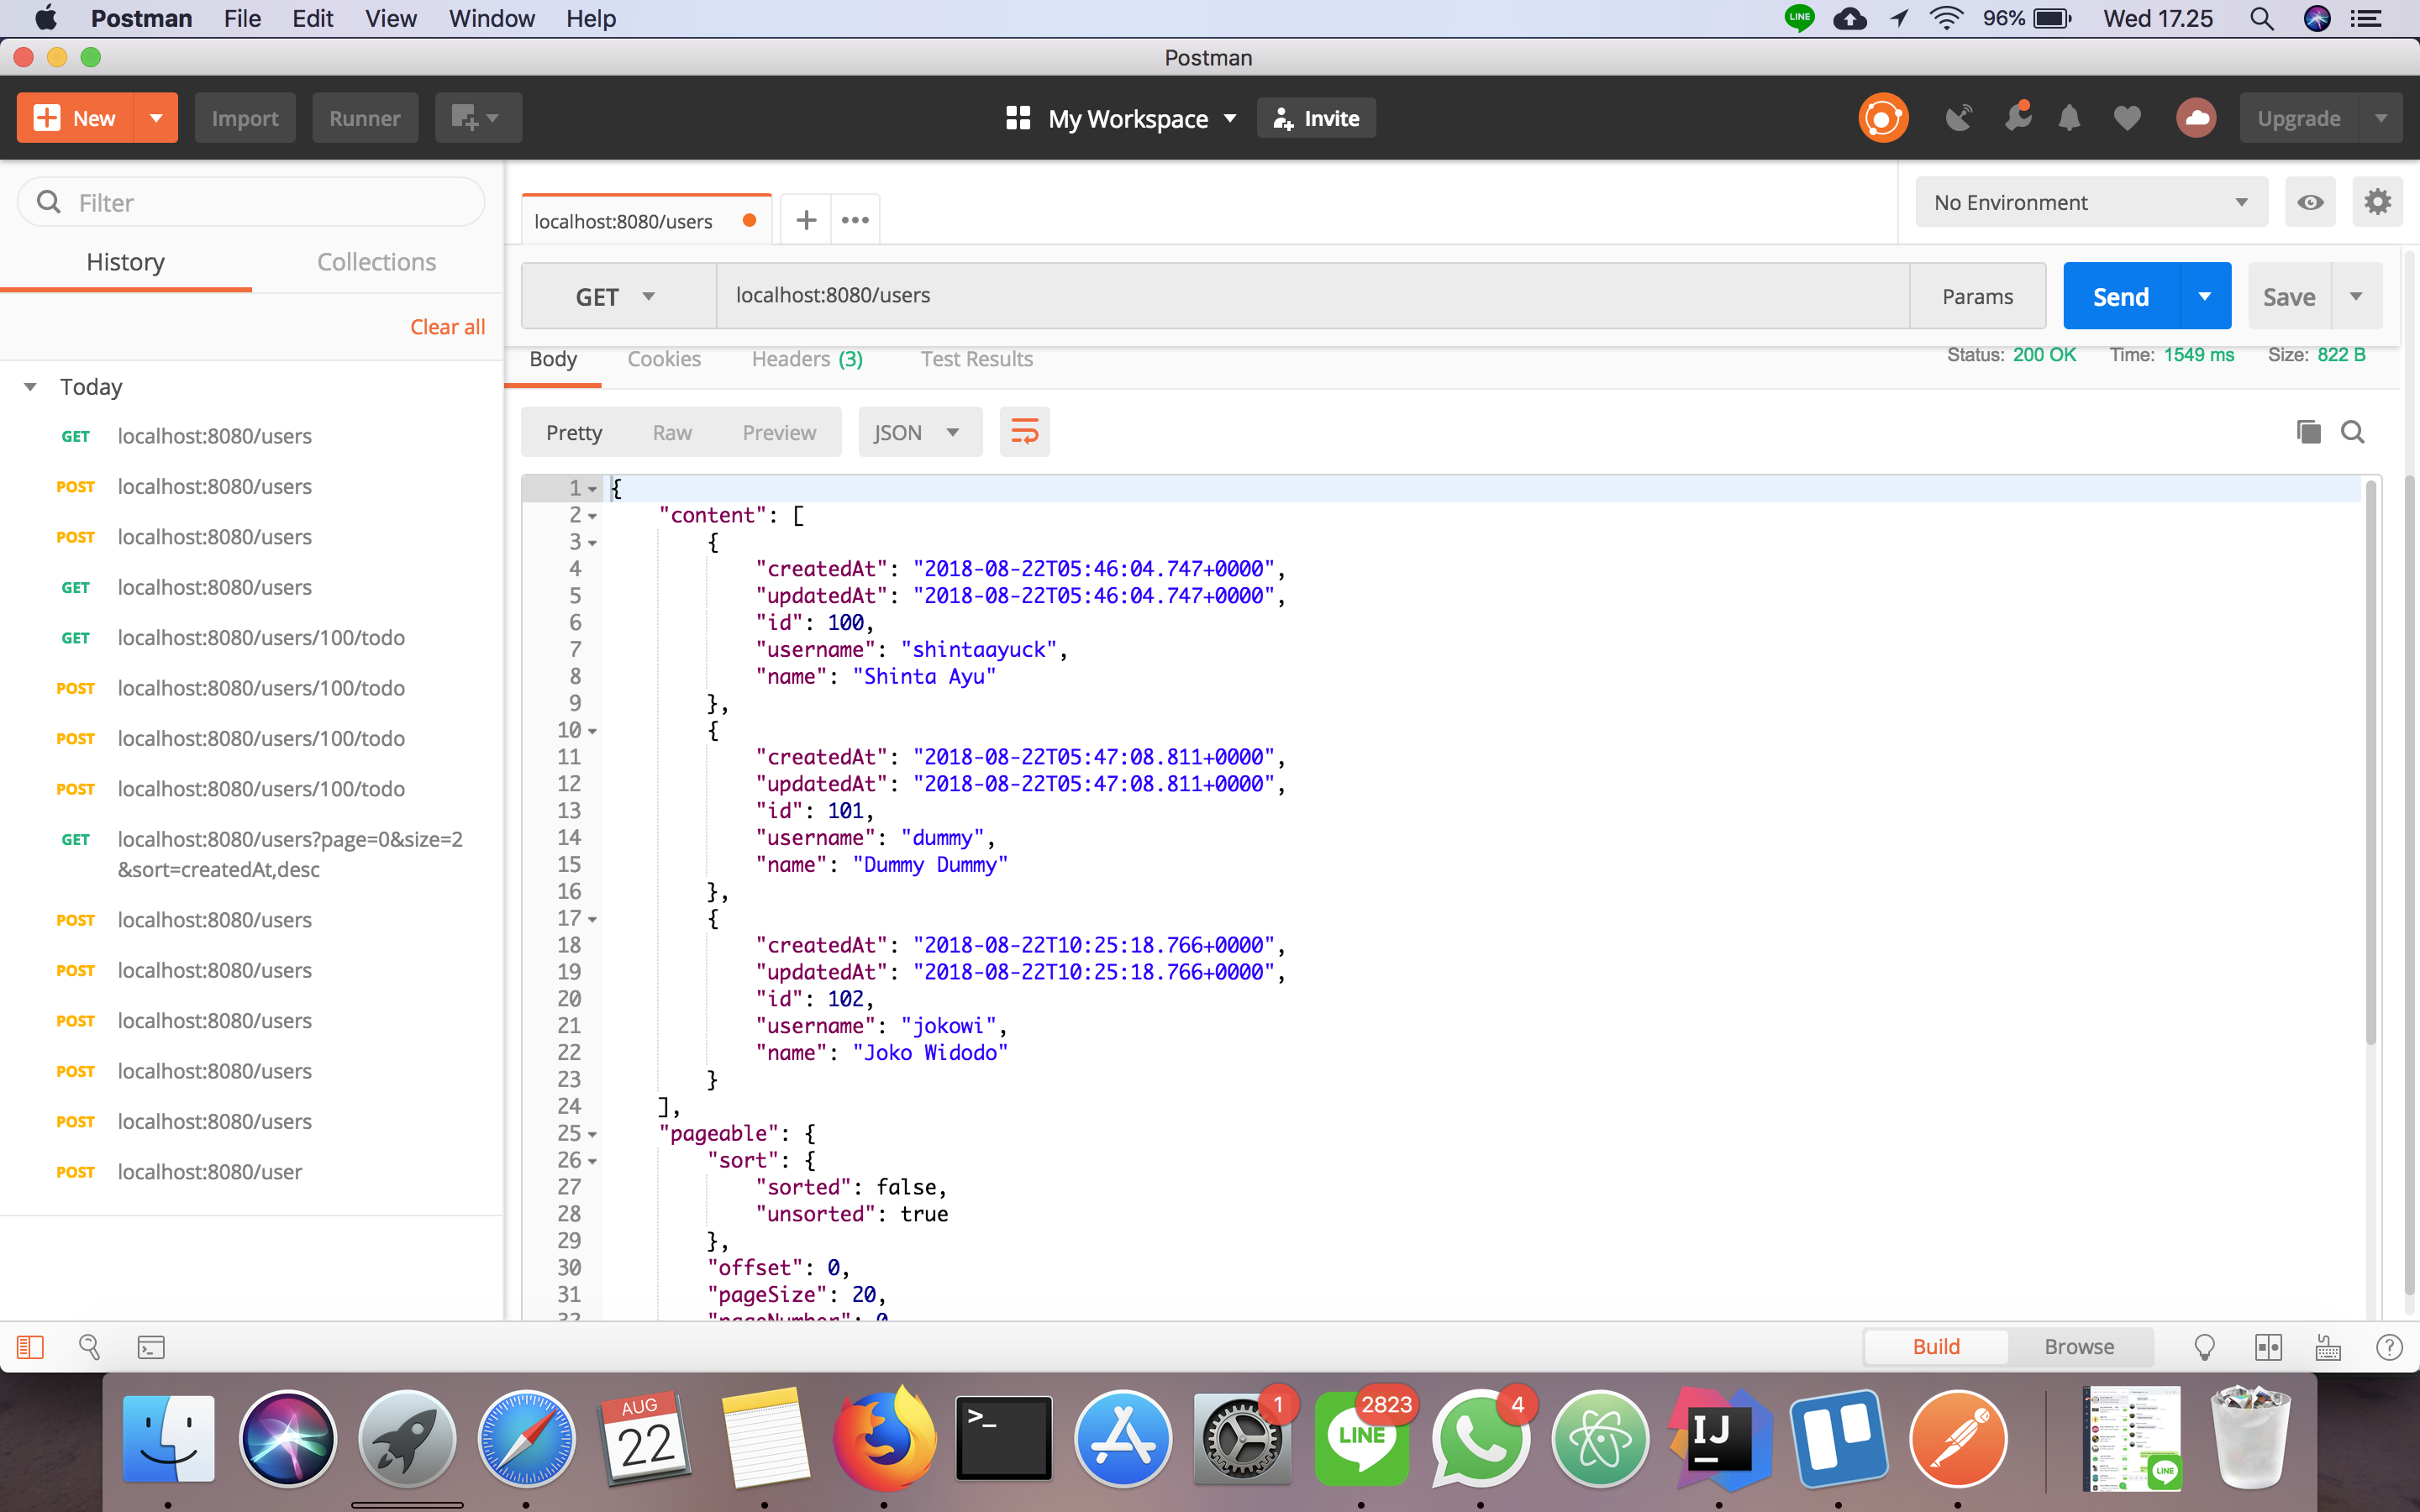 Postman File Edit View Window Help LINE 96% Wed 17.25
Postman
New Import Runner My Workspace Invite Upgrade
Filter
History Collections
Clear all
Today
GET localhost:8080/users
POST localhost:8080/users
POST localhost:8080/users
GET localhost:8080/users
GET localhost:8080/users/100/todo
POST localhost:8080/users/100/todo
POST localhost:8080/users/100/todo
POST localhost:8080/users/100/todo
GET localhost:8080/users?page=0&size=2
&sort=createdAt,desc
POST localhost:8080/users
POST localhost:8080/users
POST localhost:8080/users
POST localhost:8080/users
POST localhost:8080/users
POST localhost:8080/user
localhost:8080/users
No Environment
GET localhost:8080/users Params Send Save
Body Cookies Headers (3) Test Results Status: 200 OK Time: 1549 ms Size: 822 B
Pretty Raw Preview JSON
1 {
2 "content": [
3 {
4 "createdAt": "2018-08-22T05:46:04.747+0000",
5 "updatedAt": "2018-08-22T05:46:04.747+0000",
6 "id": 100,
7 "username": "shintaayuck",
8 "name": "Shinta Ayu"
9 },
10 {
11 "createdAt": "2018-08-22T05:47:08.811+0000",
12 "updatedAt": "2018-08-22T05:47:08.811+0000",
13 "id": 101,
14 "username": "dummy",
15 "name": "Dummy Dummy"
16 },
17 {
18 "createdAt": "2018-08-22T10:25:18.766+0000",
19 "updatedAt": "2018-08-22T10:25:18.766+0000",
20 "id": 102,
21 "username": "jokowi",
22 "name": "Joko Widodo"
23 }
24 ],
25 "pageable": {
26 "sort": {
27 "sorted": false,
28 "unsorted": true
29 },
30 "offset": 0,
31 "pageSize": 20,
32 "pageNumber": 0
Build Browse
AUG
22
>_
1
2823
LINE
4
IJ
LINE